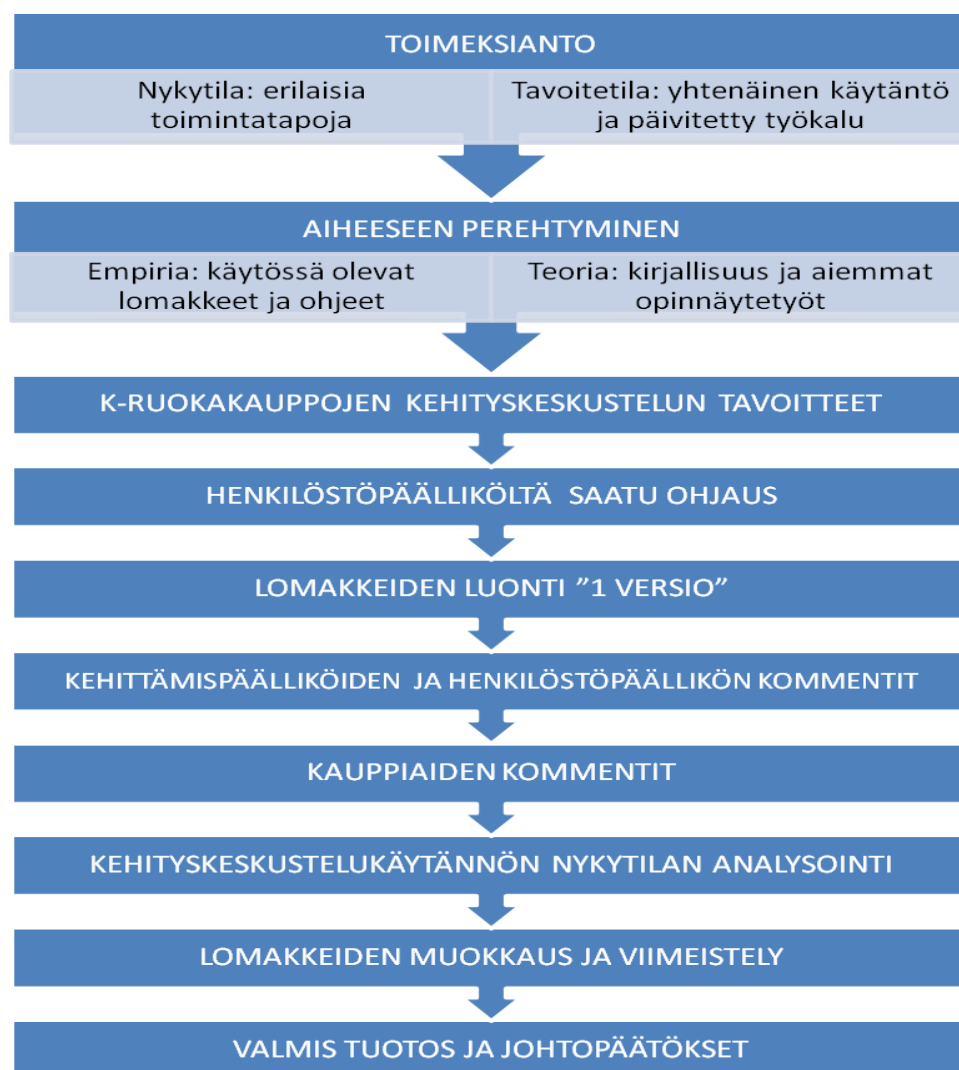 TOIMEKSIANTO
Nykytila: erilaisia
toimintatapoja
Tavoitetila: yhtenäinen käytäntö
ja päivitetty työkalu
AIHEESEEN PEREHTYMINEN
Empiria: käytössä olevat
lomakkeet ja ohjeet
Teoria: kirjallisuus ja aiemmat
opinnäytetyöt
K-RUOKAKAUPPOJEN KEHITYSKESKUSTELUN TAVOITTEET
HENKILÖSTÖPÄÄLLIKÖLTÄ SAATU OHJAUS
LOMAKKEIDEN LUONTI ”1 VERSIO”
KEHITTÄMISPÄÄLLIKÖIDEN JA HENKILÖSTÖPÄÄLLIKÖN KOMMENTIT
KAUPPIAIDEN KOMMENTIT
KEHITYSKESKUSTELUKÄYTÄNNÖN NYKYTILAN ANALYSOINTI
LOMAKKEIDEN MUOKKAUS JA VIIMEISTELY
VALMIS TUOTOS JA JOHTOPÄÄTÖKSET